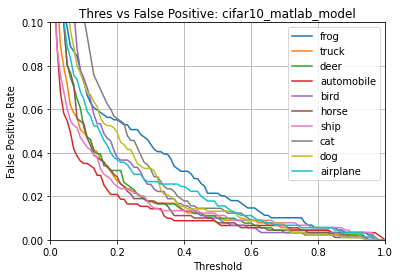 Thres vs False Positive: cifar10_matlab_model
0.10
0.08
0.06
0.04
0.02
0.00
False Positive Rate
frog
truck
deer
automobile
bird
horse
ship
cat
dog
airplane
0.0 0.2 0.4 0.6 0.8 1.0
Threshold